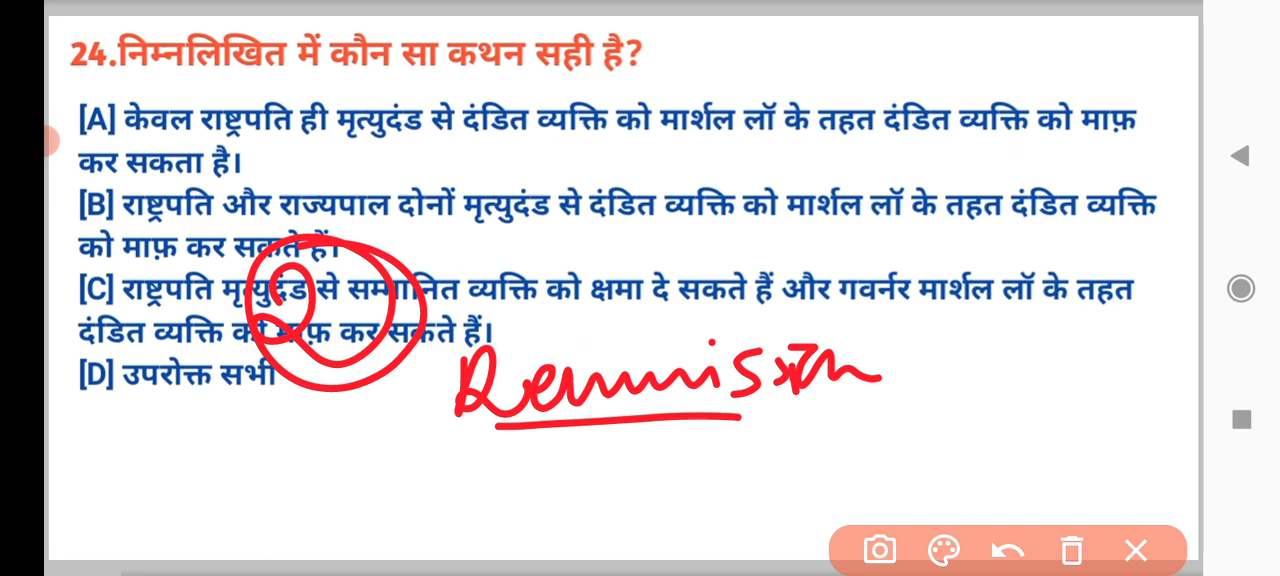 24.निम्नलिखित में कौन सा कथन सही है?
[A] केवल राष्ट्रपति ही मृत्युदंड से दंडित व्यक्ति को मार्शल लॉ के तहत दंडित व्यक्ति को माफ़
कर सकता है।
[B] राष्ट्रपति और राज्यपाल दोनों मृत्युदंड से दंडित व्यक्ति को मार्शल लॉ के तहत दंडित व्यक्ति
को माफ़ कर सकते हैं।
[C] राष्ट्रपति मृत्युदंड से सम्मानित व्यक्ति को क्षमा दे सकते हैं और गवर्नर मार्शल लॉ के तहत
दंडित व्यक्ति को माफ़ कर सकते हैं।
[D] उपरोक्त सभी